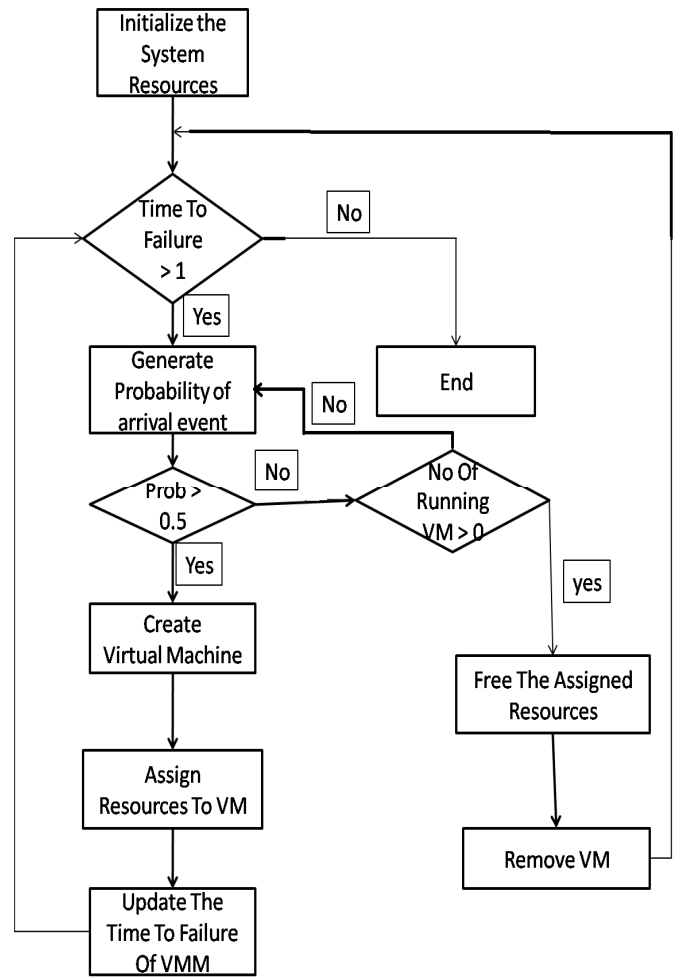 Initialize the
System
Resources
Time To
Failure
> 1
No
Yes
Generate
Probability of
arrival event
End
No
Prob >
0.5
No
No Of
Running
VM > 0
Yes
yes
Create
Virtual Machine
Free The Assigned
Resources
Assign
Resources To VM
Remove VM
Update The
Time To Failure
Of VMM